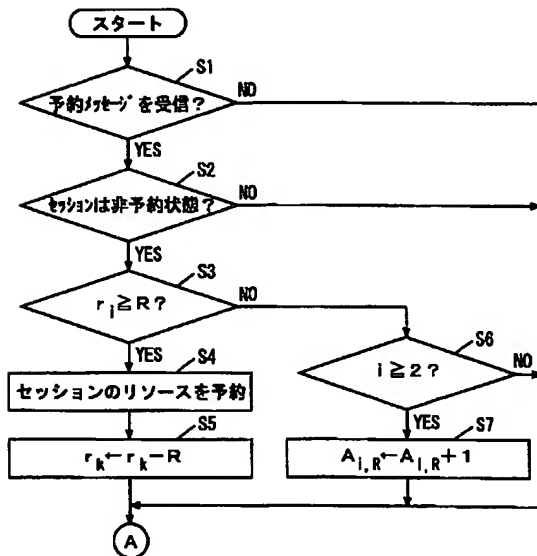 スタート
S1
予約メッセージを受信？
NO
YES
S2
セッションは非予約状態？
NO
YES
S3
r_i≧R？
NO
YES
S4
セッションのリソースを予約
S5
r_k←r_k−R
S6
i≧2？
NO
YES
S7
A_{i,R}←A_{i,R}+1
A